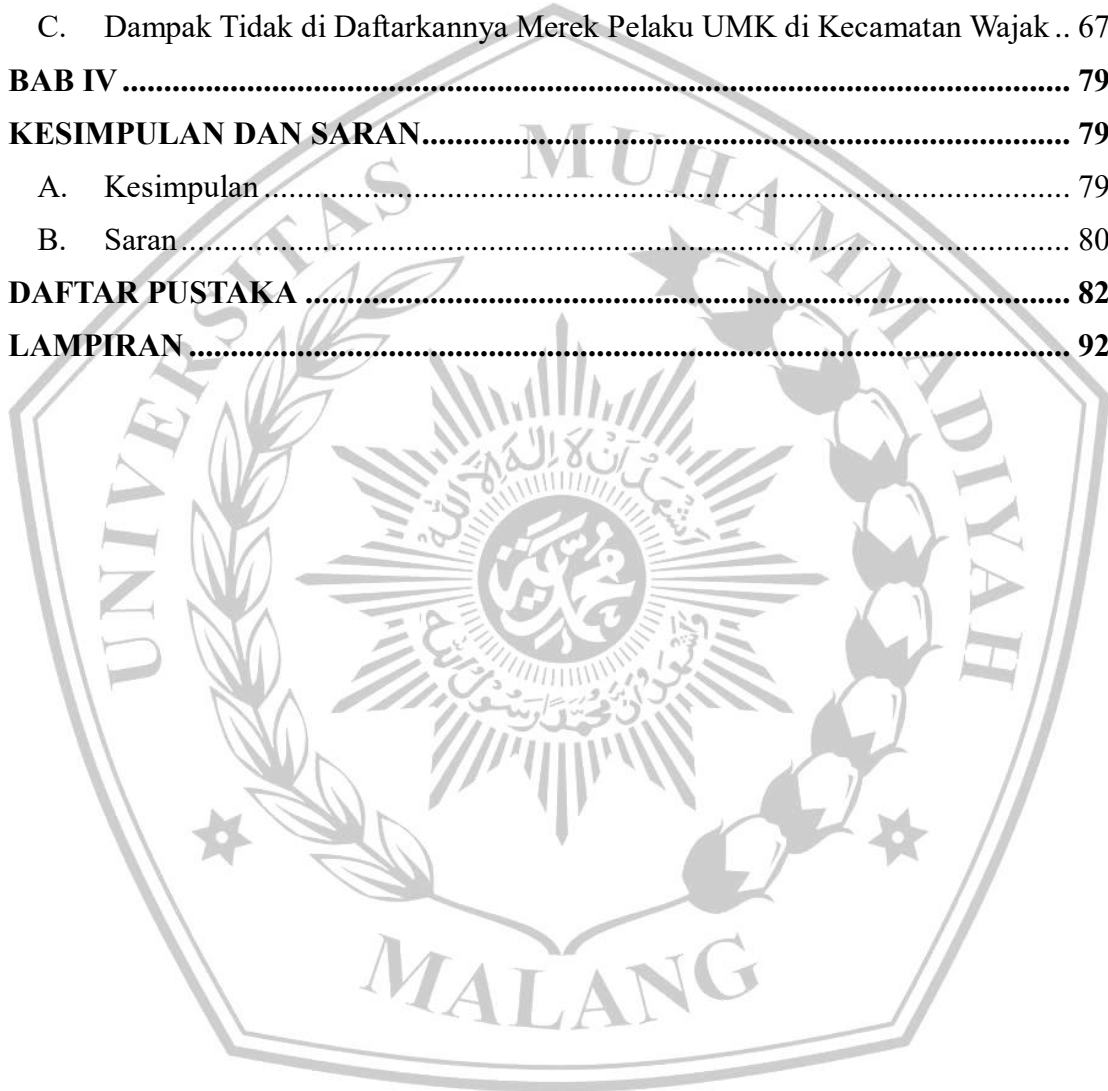 C. Dampak Tidak di Daftarkannya Merek Pelaku UMK di Kecamatan Wajak .. 67
BAB IV ........................................................................................................... 79
KESIMPULAN DAN SARAN........................................................................ 79
A. Kesimpulan ............................................................................................... 79
B. Saran.......................................................................................................... 80
DAFTAR PUSTAKA ..................................................................................... 82
LAMPIRAN .................................................................................................... 92
UNIVERSITAS MUHAMMADIYAH
MALANG